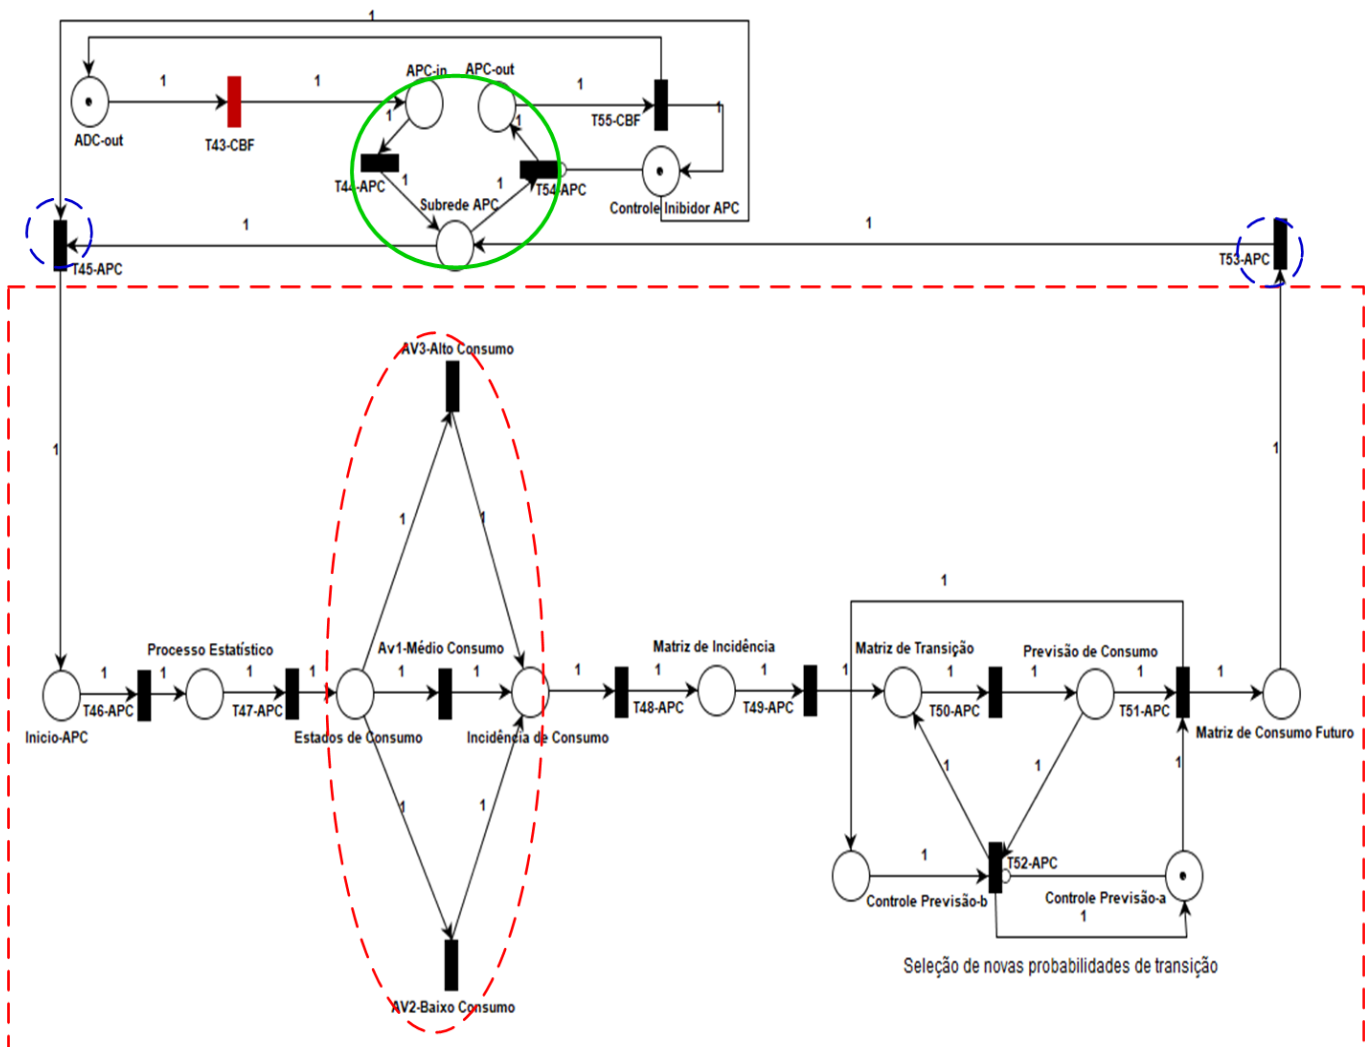 1
APC-in
APC-out
1
1
1
1
ADC-out
T43-CBF
1
1
T55-CBF
T44-APC
1
1
T54-APC
Subrede APC
Controle Inibidor APC
1
1
T45-APC
T53-APC
AV3-Alto Consumo
1
1
1
1
1
Processo Estatístico
Av1-Médio Consumo
Matriz de Incidência
Matriz de Transição
Previsão de Consumo
1
1
1
1
1
1
1
1
1
1
1
1
1
1
T46-APC
T47-APC
T48-APC
T49-APC
T50-APC
T51-APC
Inicio-APC
Estados de Consumo
Incidência de Consumo
Matriz de Consumo Futuro
1
1
1
1
1
1
T52-APC
Controle Previsão-b
Controle Previsão-a
1
Seleção de novas probabilidades de transição
AV2-Baixo Consumo